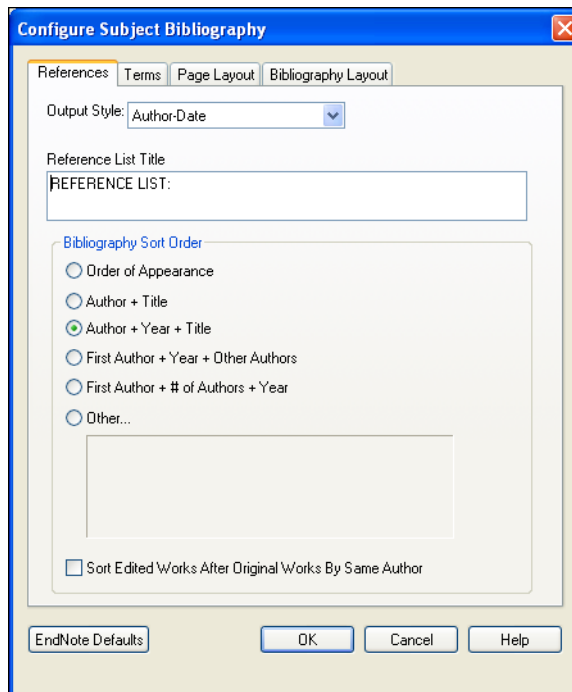 Configure Subject Bibliography
References Terms Page Layout Bibliography Layout
Output Style: Author-Date
Reference List Title
REFERENCE LIST:
Bibliography Sort Order
Order of Appearance
Author + Title
Author + Year + Title
First Author + Year + Other Authors
First Author + # of Authors + Year
Other...
Sort Edited Works After Original Works By Same Author
EndNote Defaults OK Cancel Help